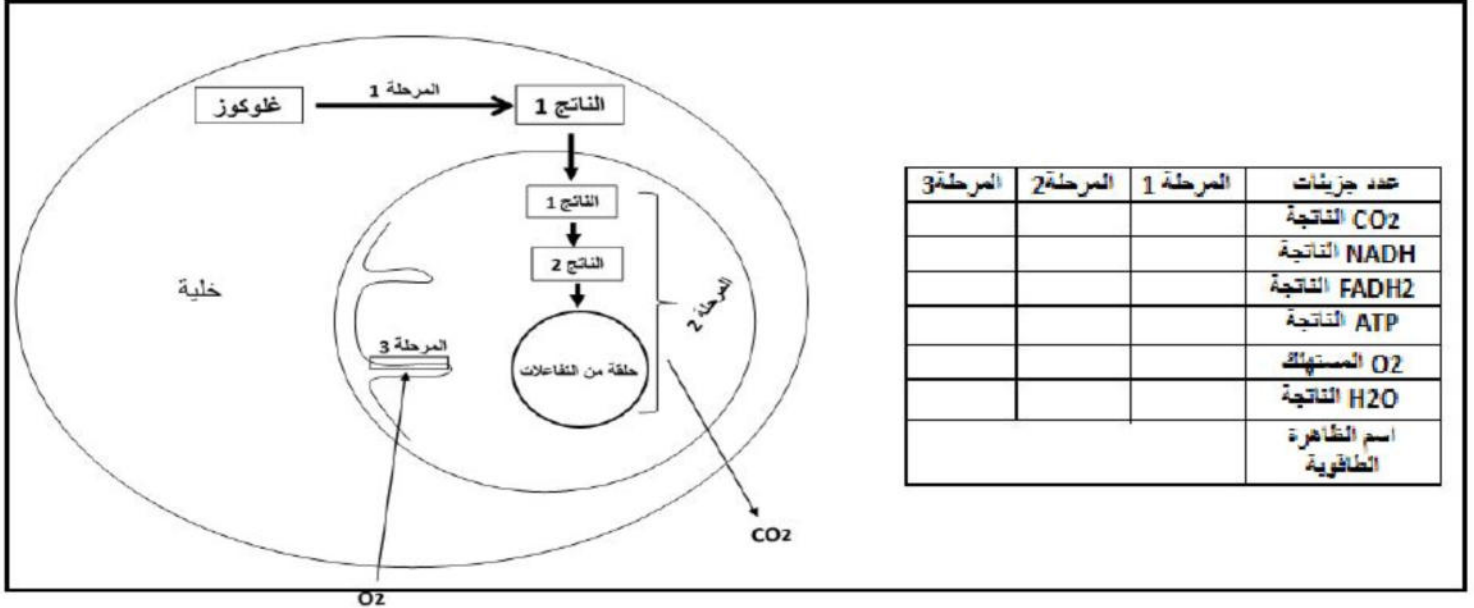 غلوكوز
المرحلة 1
الناتج 1
الناتج 1
الناتج 2
حلقة من التفاعلات
المرحلة 2
المرحلة 3
خلية
CO2
O2
عدد جزيئات المرحلة 1 المرحلة2 المرحلة3
CO2 الناتجة
NADH الناتجة
FADH2 الناتجة
ATP الناتجة
O2 المستهلك
H2O الناتجة
اسم الظاهرة
الطاقوية